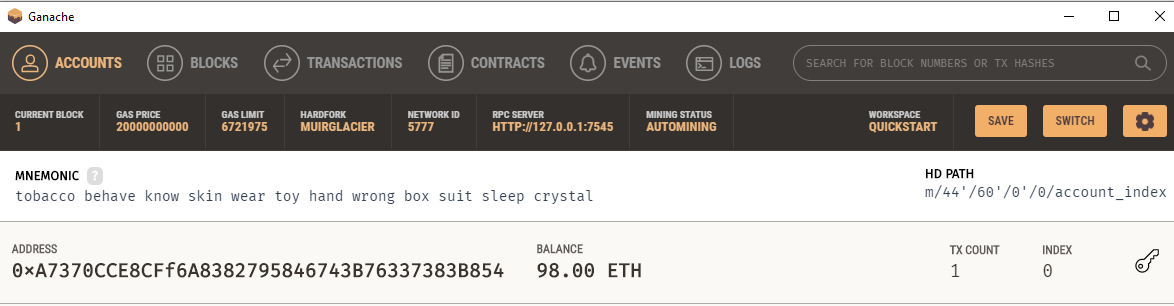 Ganache
ACCOUNTS BLOCKS TRANSACTIONS CONTRACTS EVENTS LOGS SEARCH FOR BLOCK NUMBERS OR TX HASHES
CURRENT BLOCK GAS PRICE GAS LIMIT HARDFORK NETWORK ID RPC SERVER MINING STATUS WORKSPACE
1 20000000000 6721975 MUIRGLACIER 5777 HTTP://127.0.0.1:7545 AUTOMINING QUICKSTART SAVE SWITCH
MNEMONIC ? HD PATH
tobacco behave know skin wear toy hand wrong box suit sleep crystal m/44'/60'/0'/0/account_index
ADDRESS BALANCE TX COUNT INDEX
0×A7370CCE8CFf6A8382795846743B76337383B854 98.00 ETH 1 0